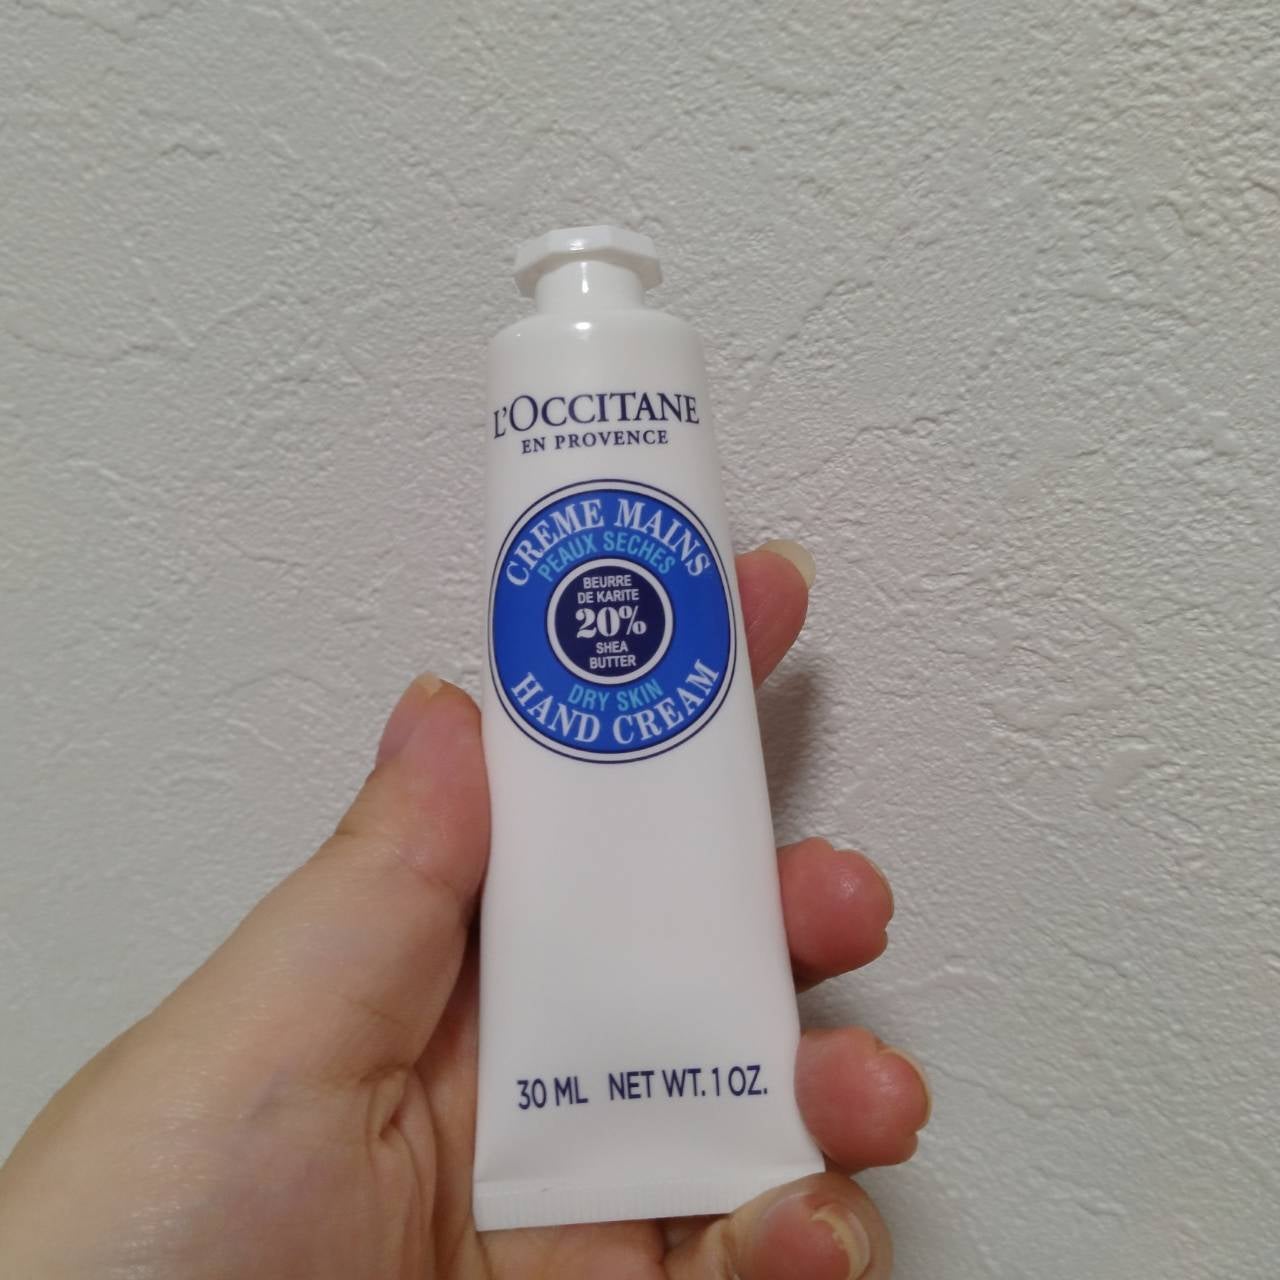 L'OCCITANE
EN PROVENCE
CREME MAINS
PEAUX SECHES
BEURRE
DE KARITE
20%
SHEA
BUTTER
DRY SKIN
HAND CREAM
30 ML NET WT. 1 OZ.